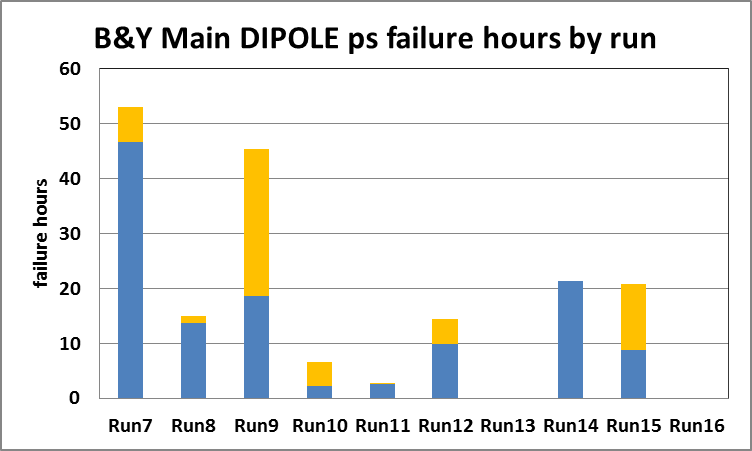 B&Y Main DIPOLE ps failure hours by run
60
50
40
30
20
10
0
failure hours
Run7 Run8 Run9 Run10 Run11 Run12 Run13 Run14 Run15 Run16